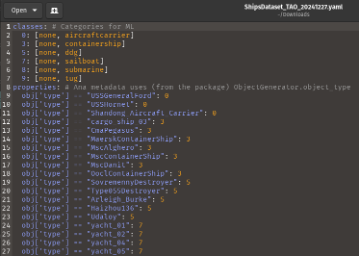 Open
ShipsDataset_TAO_20241227.yaml
~/Downloads
1 classes: # Categories for ML
2 0: [none, aircraftcarrier]
3 3: [none, containership]
4 5: [none, ddg]
5 7: [none, sailboat]
6 8: [none, submarine]
7 9: [none, tug]
8 properties: # Ana metadata uses (from the package) ObjectGenerator.object_type
9 obj['type'] == "USSGeneralFord": 0
10 obj['type'] == "USSHornet": 0
11 obj['type'] == "Shandong Aircraft Carrier": 0
12 obj['type'] == "cargo ship 03": 3
13 obj['type'] == "CmaPegasus": 3
14 obj['type'] == "MaerskContainerShip": 3
15 obj['type'] == "MscAlghero": 3
16 obj['type'] == "MscContainerShip": 3
17 obj['type'] == "MscDanit": 3
18 obj['type'] == "OoclContainerShip": 3
19 obj['type'] == "SovremennyDestroyer": 5
20 obj['type'] == "Type055Destroyer": 5
21 obj['type'] == "Arleigh_Burke": 5
22 obj['type'] == "Haizhou136": 5
23 obj['type'] == "Udaloy": 5
24 obj['type'] == "yacht_01": 7
25 obj['type'] == "yacht_02": 7
26 obj['type'] == "yacht_04": 7
27 obj['type'] == "yacht_05": 7